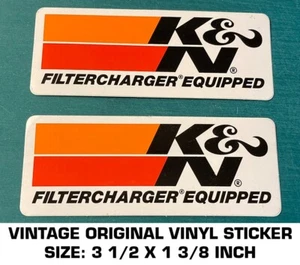 K&N®
FILTERCHARGER®EQUIPPED
K&N®
FILTERCHARGER®EQUIPPED
VINTAGE ORIGINAL VINYL STICKER
SIZE: 3 1/2 X 1 3/8 INCH